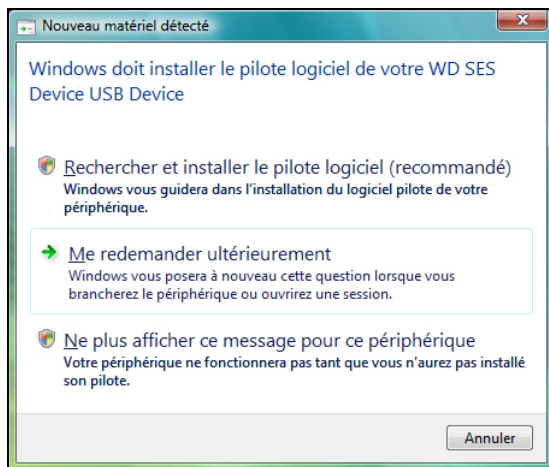 Nouveau matériel détecté
Windows doit installer le pilote logiciel de votre WD SES
Device USB Device
Rechercher et installer le pilote logiciel (recommandé)
Windows vous guidera dans l'installation du logiciel pilote de votre
périphérique.
Me redemander ultérieurement
Windows vous posera à nouveau cette question lorsque vous
brancherez le périphérique ou ouvrirez une session.
Ne plus afficher ce message pour ce périphérique
Votre périphérique ne fonctionnera pas tant que vous n'aurez pas installé
son pilote.
Annuler